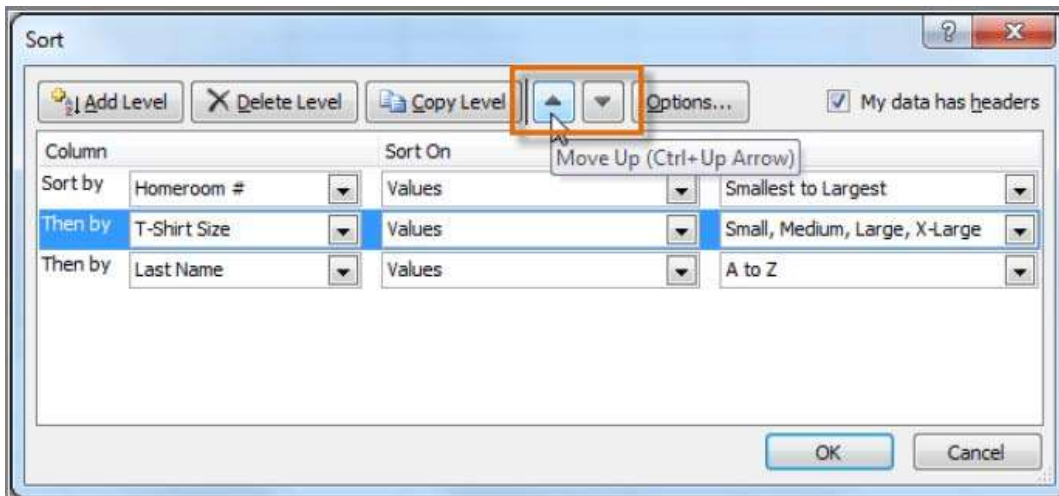 Sort
Add Level Delete Level Copy Level Options... My data has headers
Column Sort On
Move Up (Ctrl+Up Arrow)
Sort by Homeroom # Values Smallest to Largest
Then by T-Shirt Size Values Small, Medium, Large, X-Large
Then by Last Name Values A to Z
OK Cancel